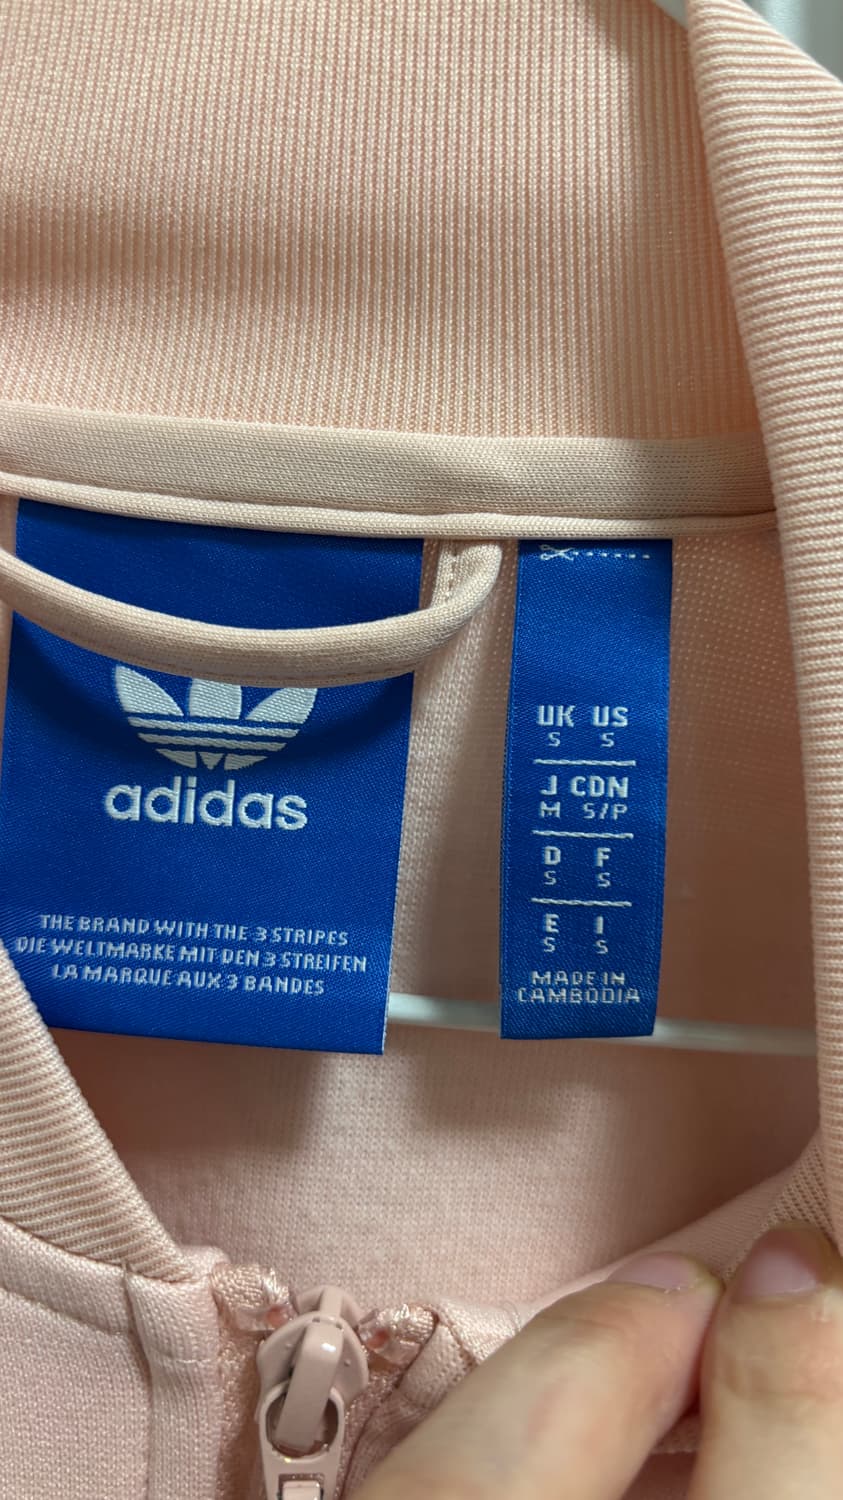 adidas
THE BRAND WITH THE 3 STRIPES
DIE WELTMARKE MIT DEN 3 STREIFEN
LA MARQUE AUX 3 BANDES
UK US
S S
J CDN
M S/P
D F
S S
E I
S S
MADE IN
CAMBODIA